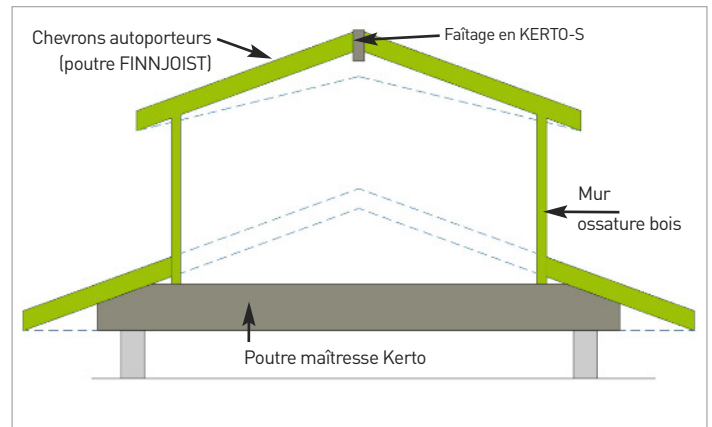 Chevrons autoporteurs
(poutre FINNJOIST)
Faîtage en KERTO-S
Mur
ossature bois
Poutre maîtresse Kerto